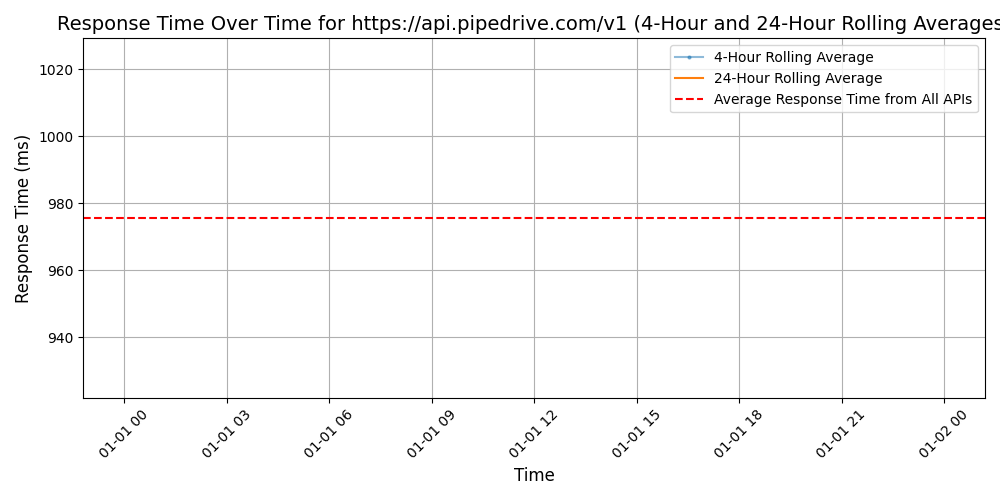 Response Time Over Time for https://api.pipedrive.com/v1 (4-Hour and 24-Hour Rolling Averages
4-Hour Rolling Average
24-Hour Rolling Average
Average Response Time from All APIs
Response Time (ms)
1020
1000
980
960
940
01-01 00
01-01 03
01-01 06
01-01 09
01-01 12
01-01 15
01-01 18
01-01 21
01-02 00
Time